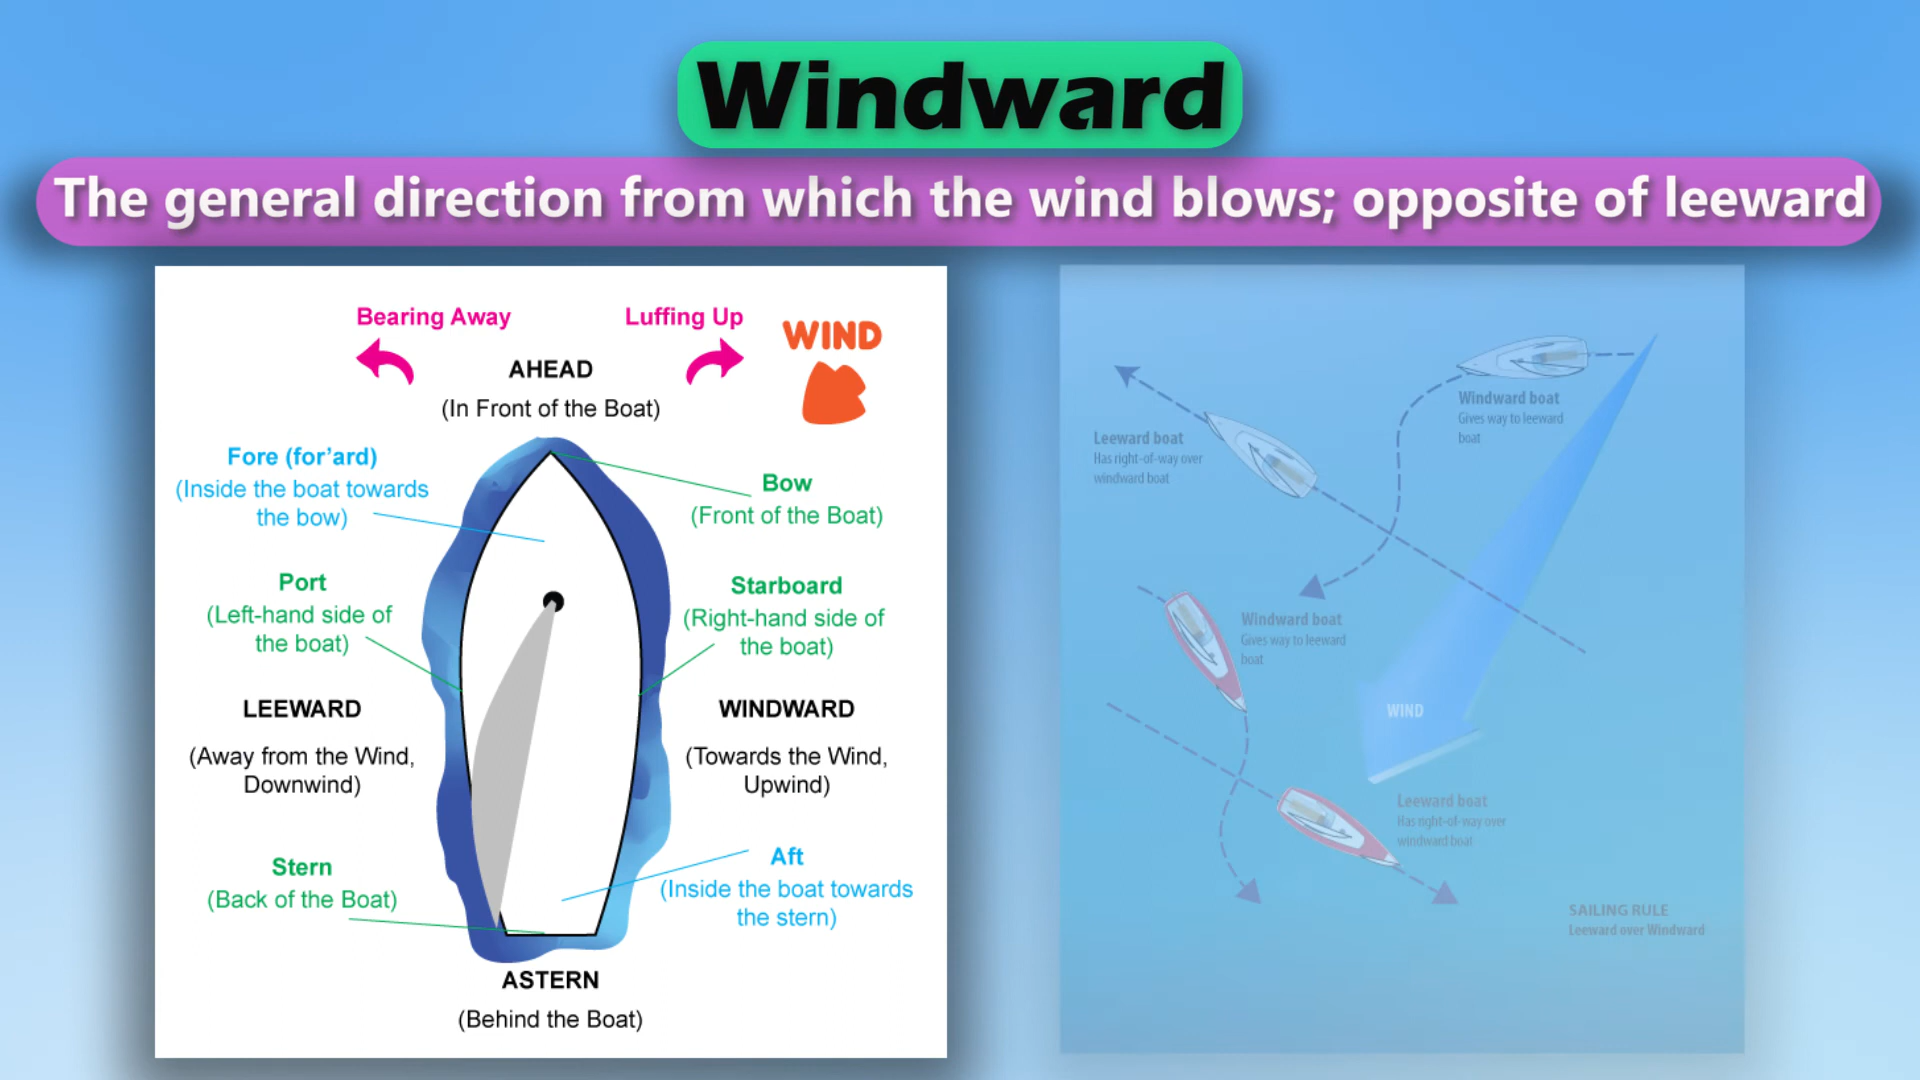 Windward
The general direction from which the wind blows; opposite of leeward
Bearing Away
Luffing Up
WIND
AHEAD
(In Front of the Boat)
Fore (for’ard)
(Inside the boat towards
the bow)
Bow
(Front of the Boat)
Port
(Left-hand side of
the boat)
Starboard
(Right-hand side of
the boat)
LEEWARD
(Away from the Wind,
Downwind)
WINDWARD
(Towards the Wind,
Upwind)
Stern
(Back of the Boat)
Aft
(Inside the boat towards
the stern)
ASTERN
(Behind the Boat)
Windward boat
Gives way to leeward
boat
Leeward boat
Has right-of-way over
windward boat
Windward boat
Gives way to leeward
boat
WIND
Leeward boat
Has right-of-way over
windward boat
SAILING RULE
Leeward over Windward